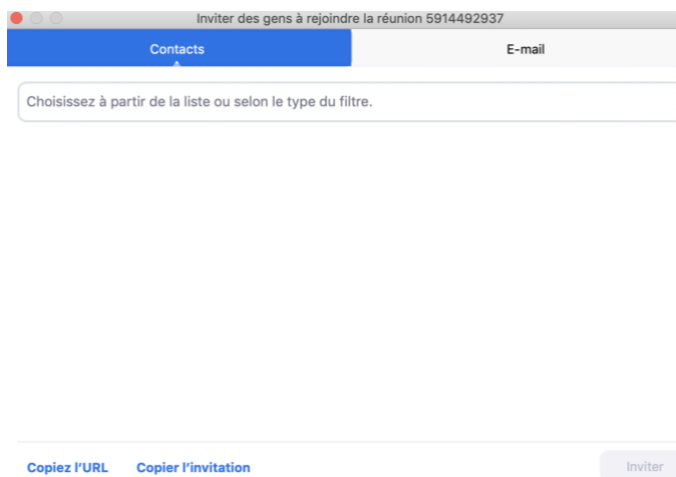 Inviter des gens à rejoindre la réunion 5914492937
Contacts
E-mail
Choisissez à partir de la liste ou selon le type du filtre.
Copiez l'URL
Copier l'invitation
Inviter